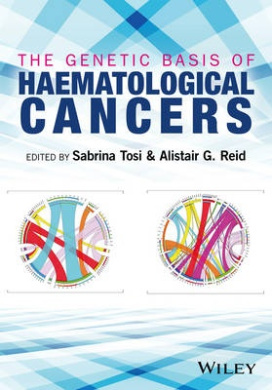 THE GENETIC BASIS OF
HAEMATOLOGICAL
CANCERS
EDITED BY Sabrina Tosi & Alistair G. Reid
WILEY